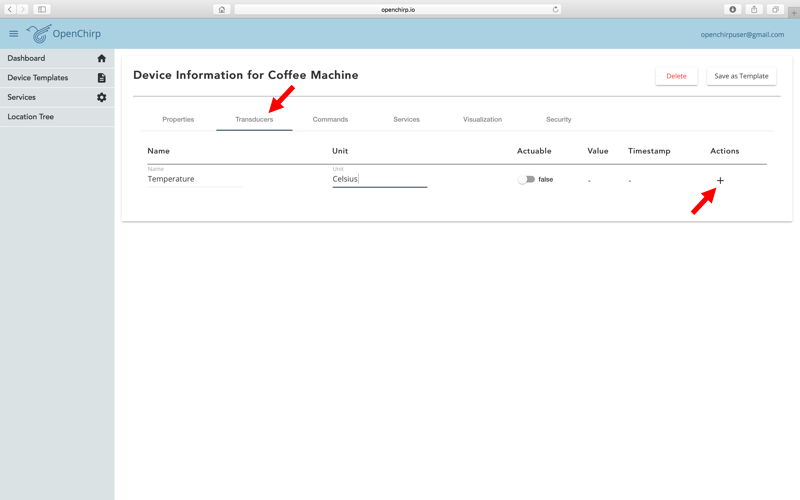 openchirp.io
OpenChirp
openchirpuser@gmail.com
Dashboard
Device Templates
Services
Location Tree
Device Information for Coffee Machine
Delete
Save as Template
Properties Transducers Commands Services Visualization Security
Name Unit Actuable Value Timestamp Actions
Name Unit
Temperature Celsius false - -